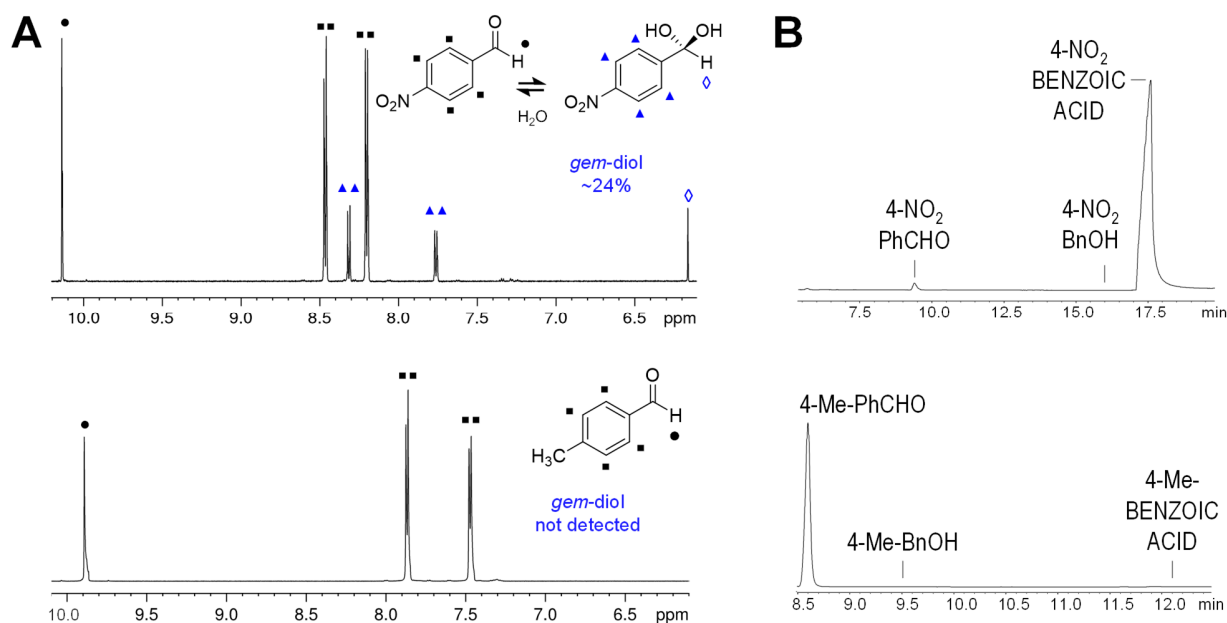 A
O
H
O₂N
H₂O
HO
OH
H
O₂N
gem-diol
~24%
10.0 9.5 9.0 8.5 8.0 7.5 7.0 6.5 ppm
O
H
H₃C
gem-diol
not detected
10.0 9.5 9.0 8.5 8.0 7.5 7.0 6.5 ppm
B
4-NO₂
BENZOIC
ACID
4-NO₂
PhCHO
4-NO₂
BnOH
7.5 10.0 12.5 15.0 17.5 min
4-Me-PhCHO
4-Me-BnOH
4-Me-
BENZOIC
ACID
8.5 9.0 9.5 10.0 10.5 11.0 11.5 12.0 min